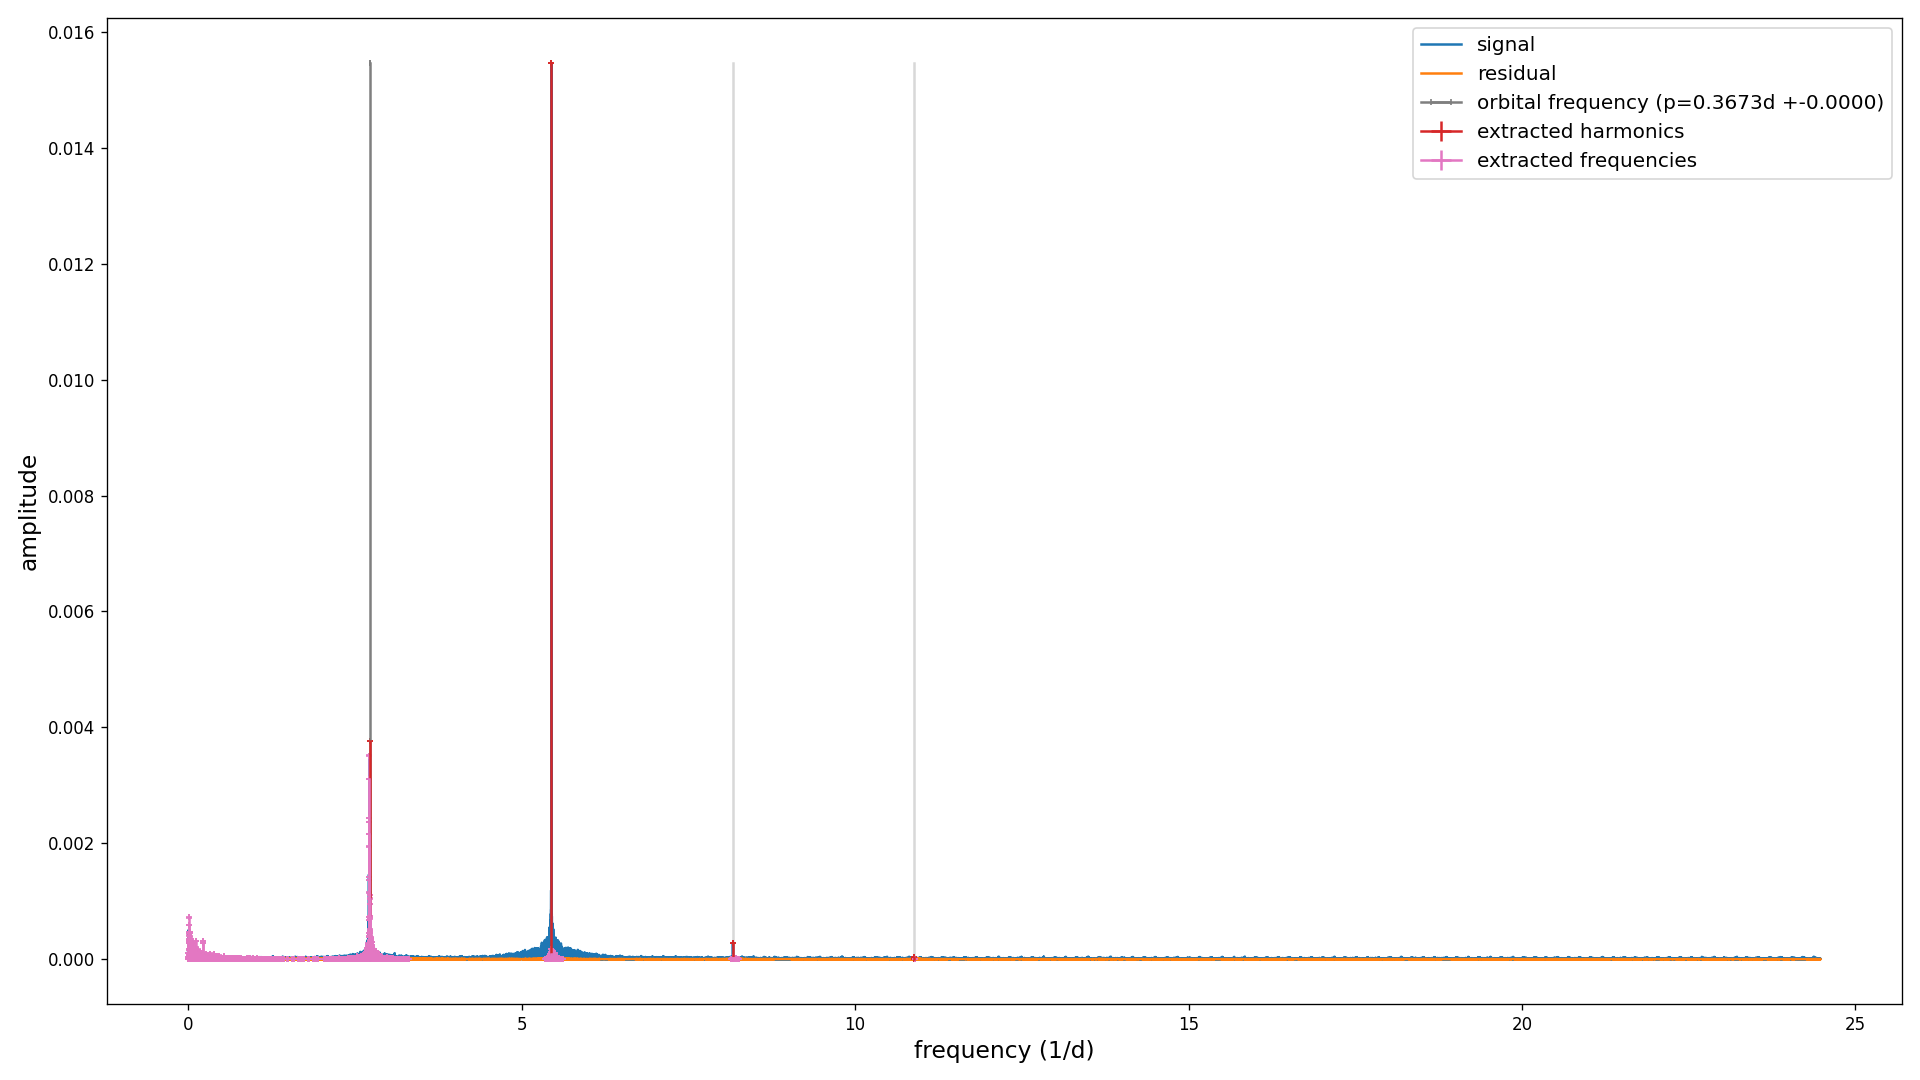 0.016
0.014
0.012
0.010
0.008
0.006
0.004
0.002
0.000
amplitude
signal
residual
orbital frequency (p=0.3673d +-0.0000)
extracted harmonics
extracted frequencies
0 5 10 15 20 25
frequency (1/d)